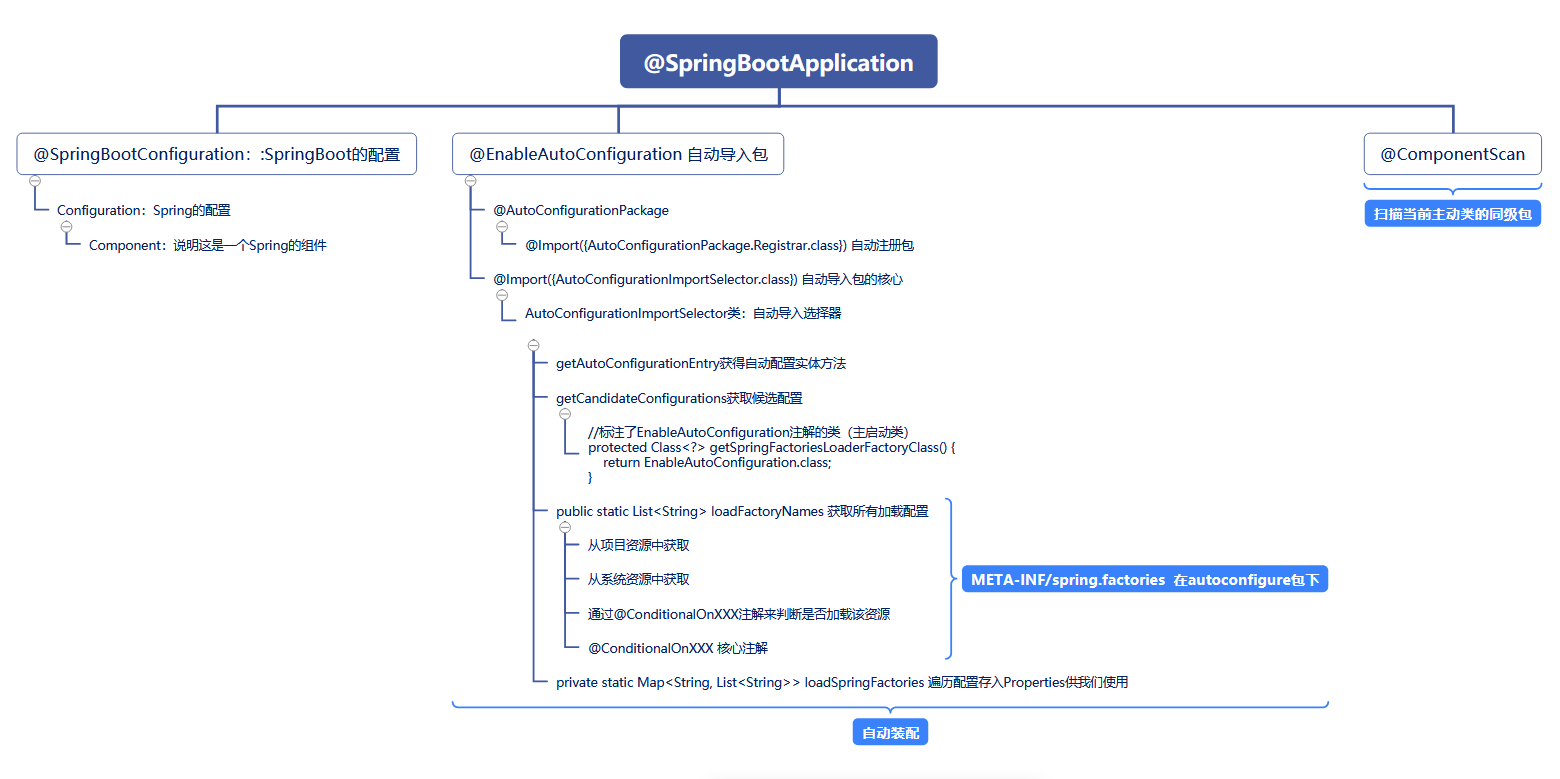 @SpringBootApplication
@SpringBootConfiguration：:SpringBoot的配置
Configuration：Spring的配置
Component：说明这是一个Spring的组件
@EnableAutoConfiguration 自动导入包
@AutoConfigurationPackage
@Import({AutoConfigurationPackage.Registrar.class}) 自动注册包
@Import({AutoConfigurationImportSelector.class}) 自动导入包的核心
AutoConfigurationImportSelector类：自动导入选择器
getAutoConfigurationEntry获得自动配置实体方法
getCandidateConfigurations获取候选配置
//标注了EnableAutoConfiguration注解的类（主启动类）
protected Class<?> getSpringFactoriesLoaderFactoryClass() {
return EnableAutoConfiguration.class;
}
public static List<String> loadFactoryNames 获取所有加载配置
从项目资源中获取
从系统资源中获取
通过@ConditionalOnXXX注解来判断是否加载该资源
@ConditionalOnXXX 核心注解
META-INF/spring.factories 在autoconfigure包下
private static Map<String, List<String>> loadSpringFactories 遍历配置存入Properties供我们使用
自动装配
@ComponentScan
扫描当前主动类的同级包